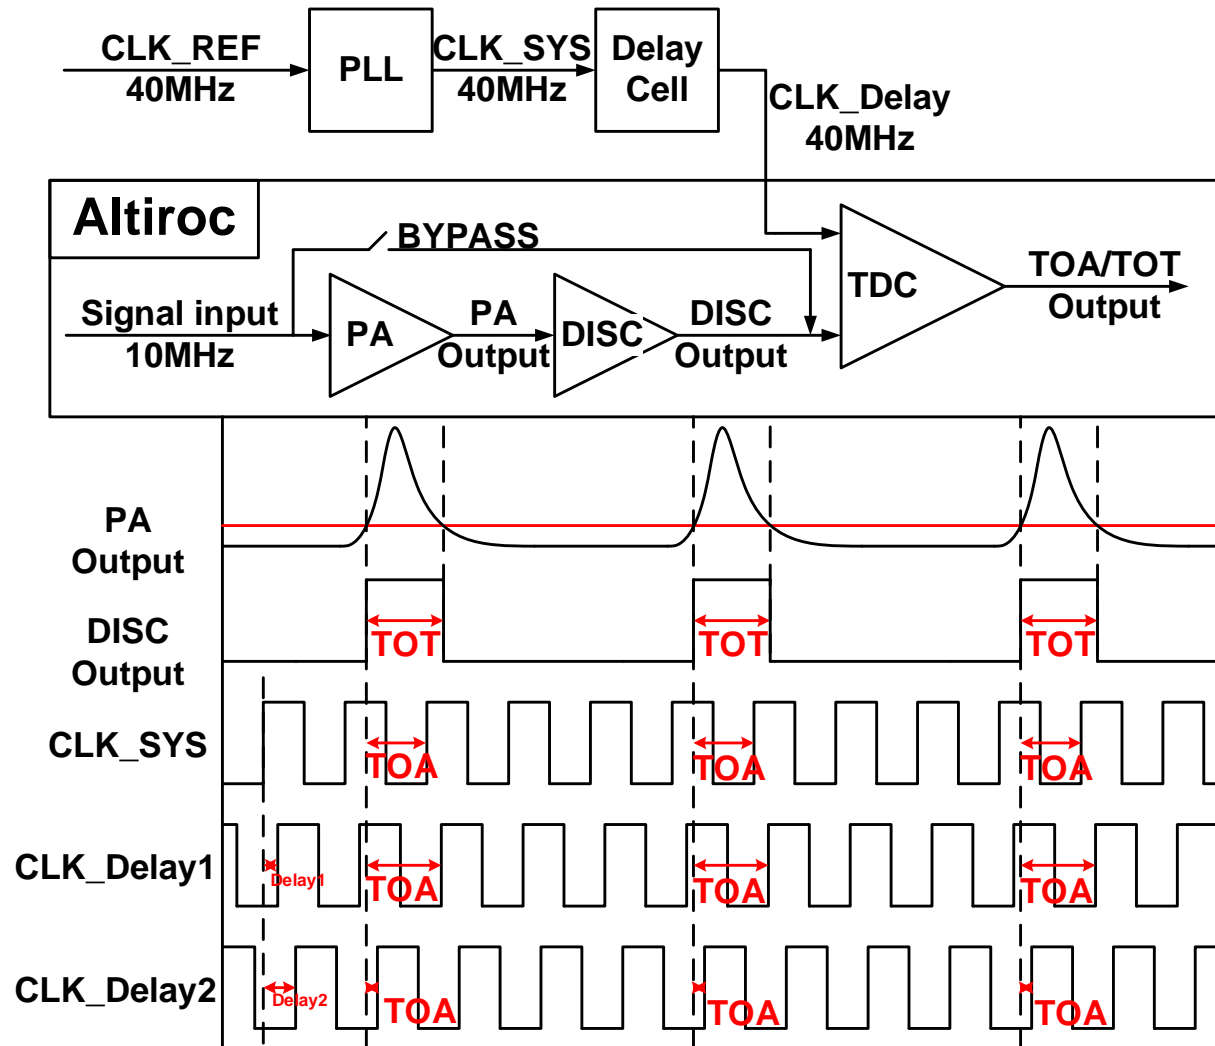 CLK_REF
40MHz
PLL
CLK_SYS
40MHz
Delay
Cell
CLK_Delay
40MHz
Altiroc
BYPASS
Signal input
10MHz
PA
PA
Output
DISC
DISC
Output
TDC
TOA/TOT
Output
PA
Output
DISC
Output
TOT
TOT
TOT
CLK_SYS
TOA
TOA
TOA
CLK_Delay1
Delay1
TOA
TOA
TOA
CLK_Delay2
Delay2
TOA
TOA
TOA